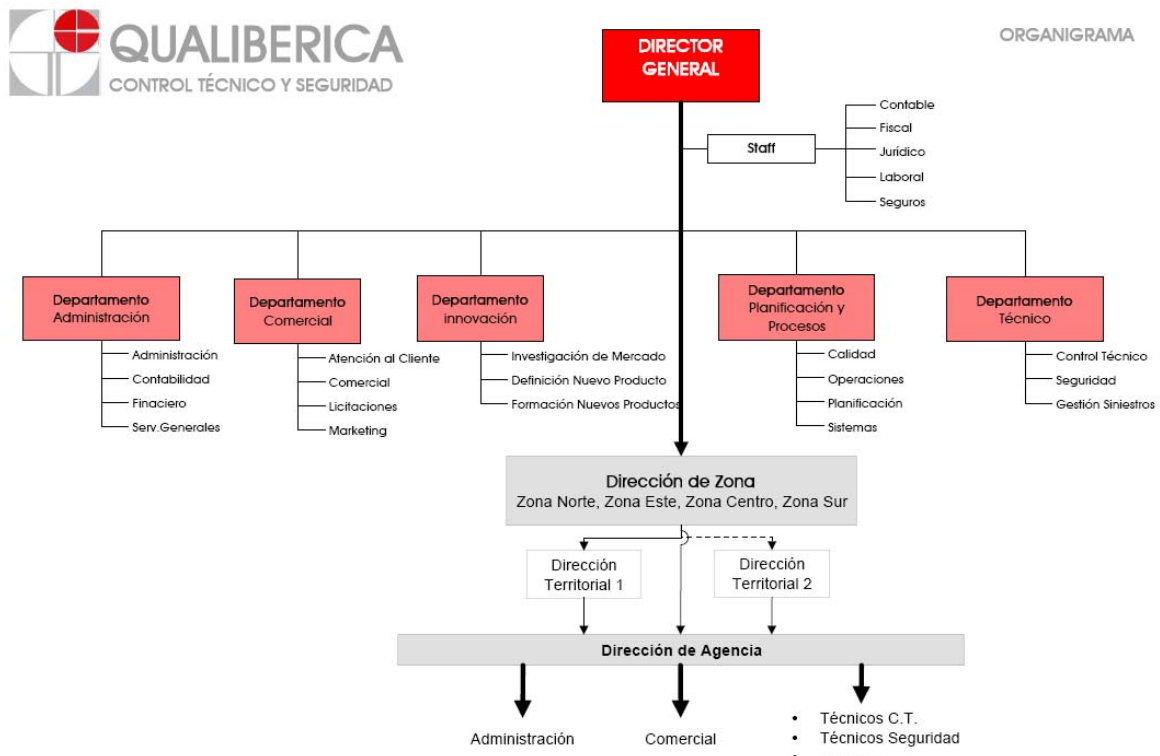 QUALIBERICA
CONTROL TÉCNICO Y SEGURIDAD
ORGANIGRAMA
DIRECTOR
GENERAL
Staff
Contable
Fiscal
Jurídico
Laboral
Seguros
Departamento
Administración
Administración
Contabilidad
Finaciero
Serv.Generales
Departamento
Comercial
Atención al Cliente
Comercial
Licitaciones
Marketing
Departamento
innovación
Investigación de Mercado
Definición Nuevo Producto
Formación Nuevos Productos
Departamento
Planificación y
Procesos
Calidad
Operaciones
Planificación
Sistemas
Departamento
Técnico
Control Técnico
Seguridad
Gestión Siniestros
Dirección de Zona
Zona Norte, Zona Este, Zona Centro, Zona Sur
Dirección
Territorial 1
Dirección
Territorial 2
Dirección de Agencia
Administración
Comercial
• Técnicos C.T.
• Técnicos Seguridad